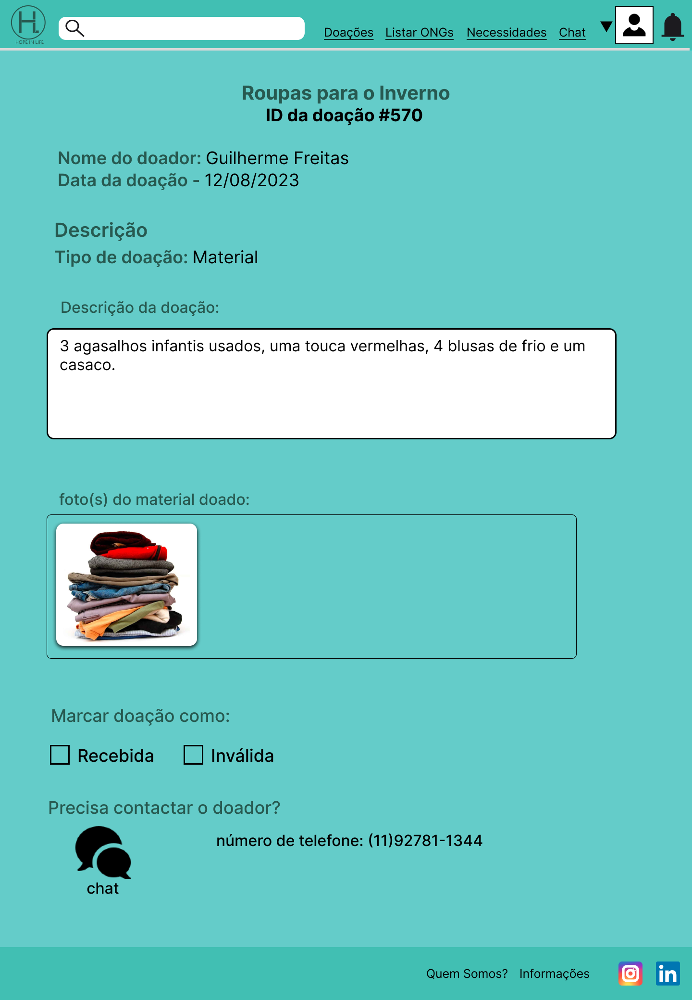 H.
HOPE IN LIFE
Doações Listar ONGs Necessidades Chat
Roupas para o Inverno
ID da doação #570
Nome do doador: Guilherme Freitas
Data da doação - 12/08/2023
Descrição
Tipo de doação: Material
Descrição da doação:
3 agasalhos infantis usados, uma touca vermelhas, 4 blusas de frio e um
casaco.
foto(s) do material doado:
Marcar doação como:
Recebida Inválida
Precisa contactar o doador?
número de telefone: (11)92781-1344
chat
Quem Somos? Informações
in